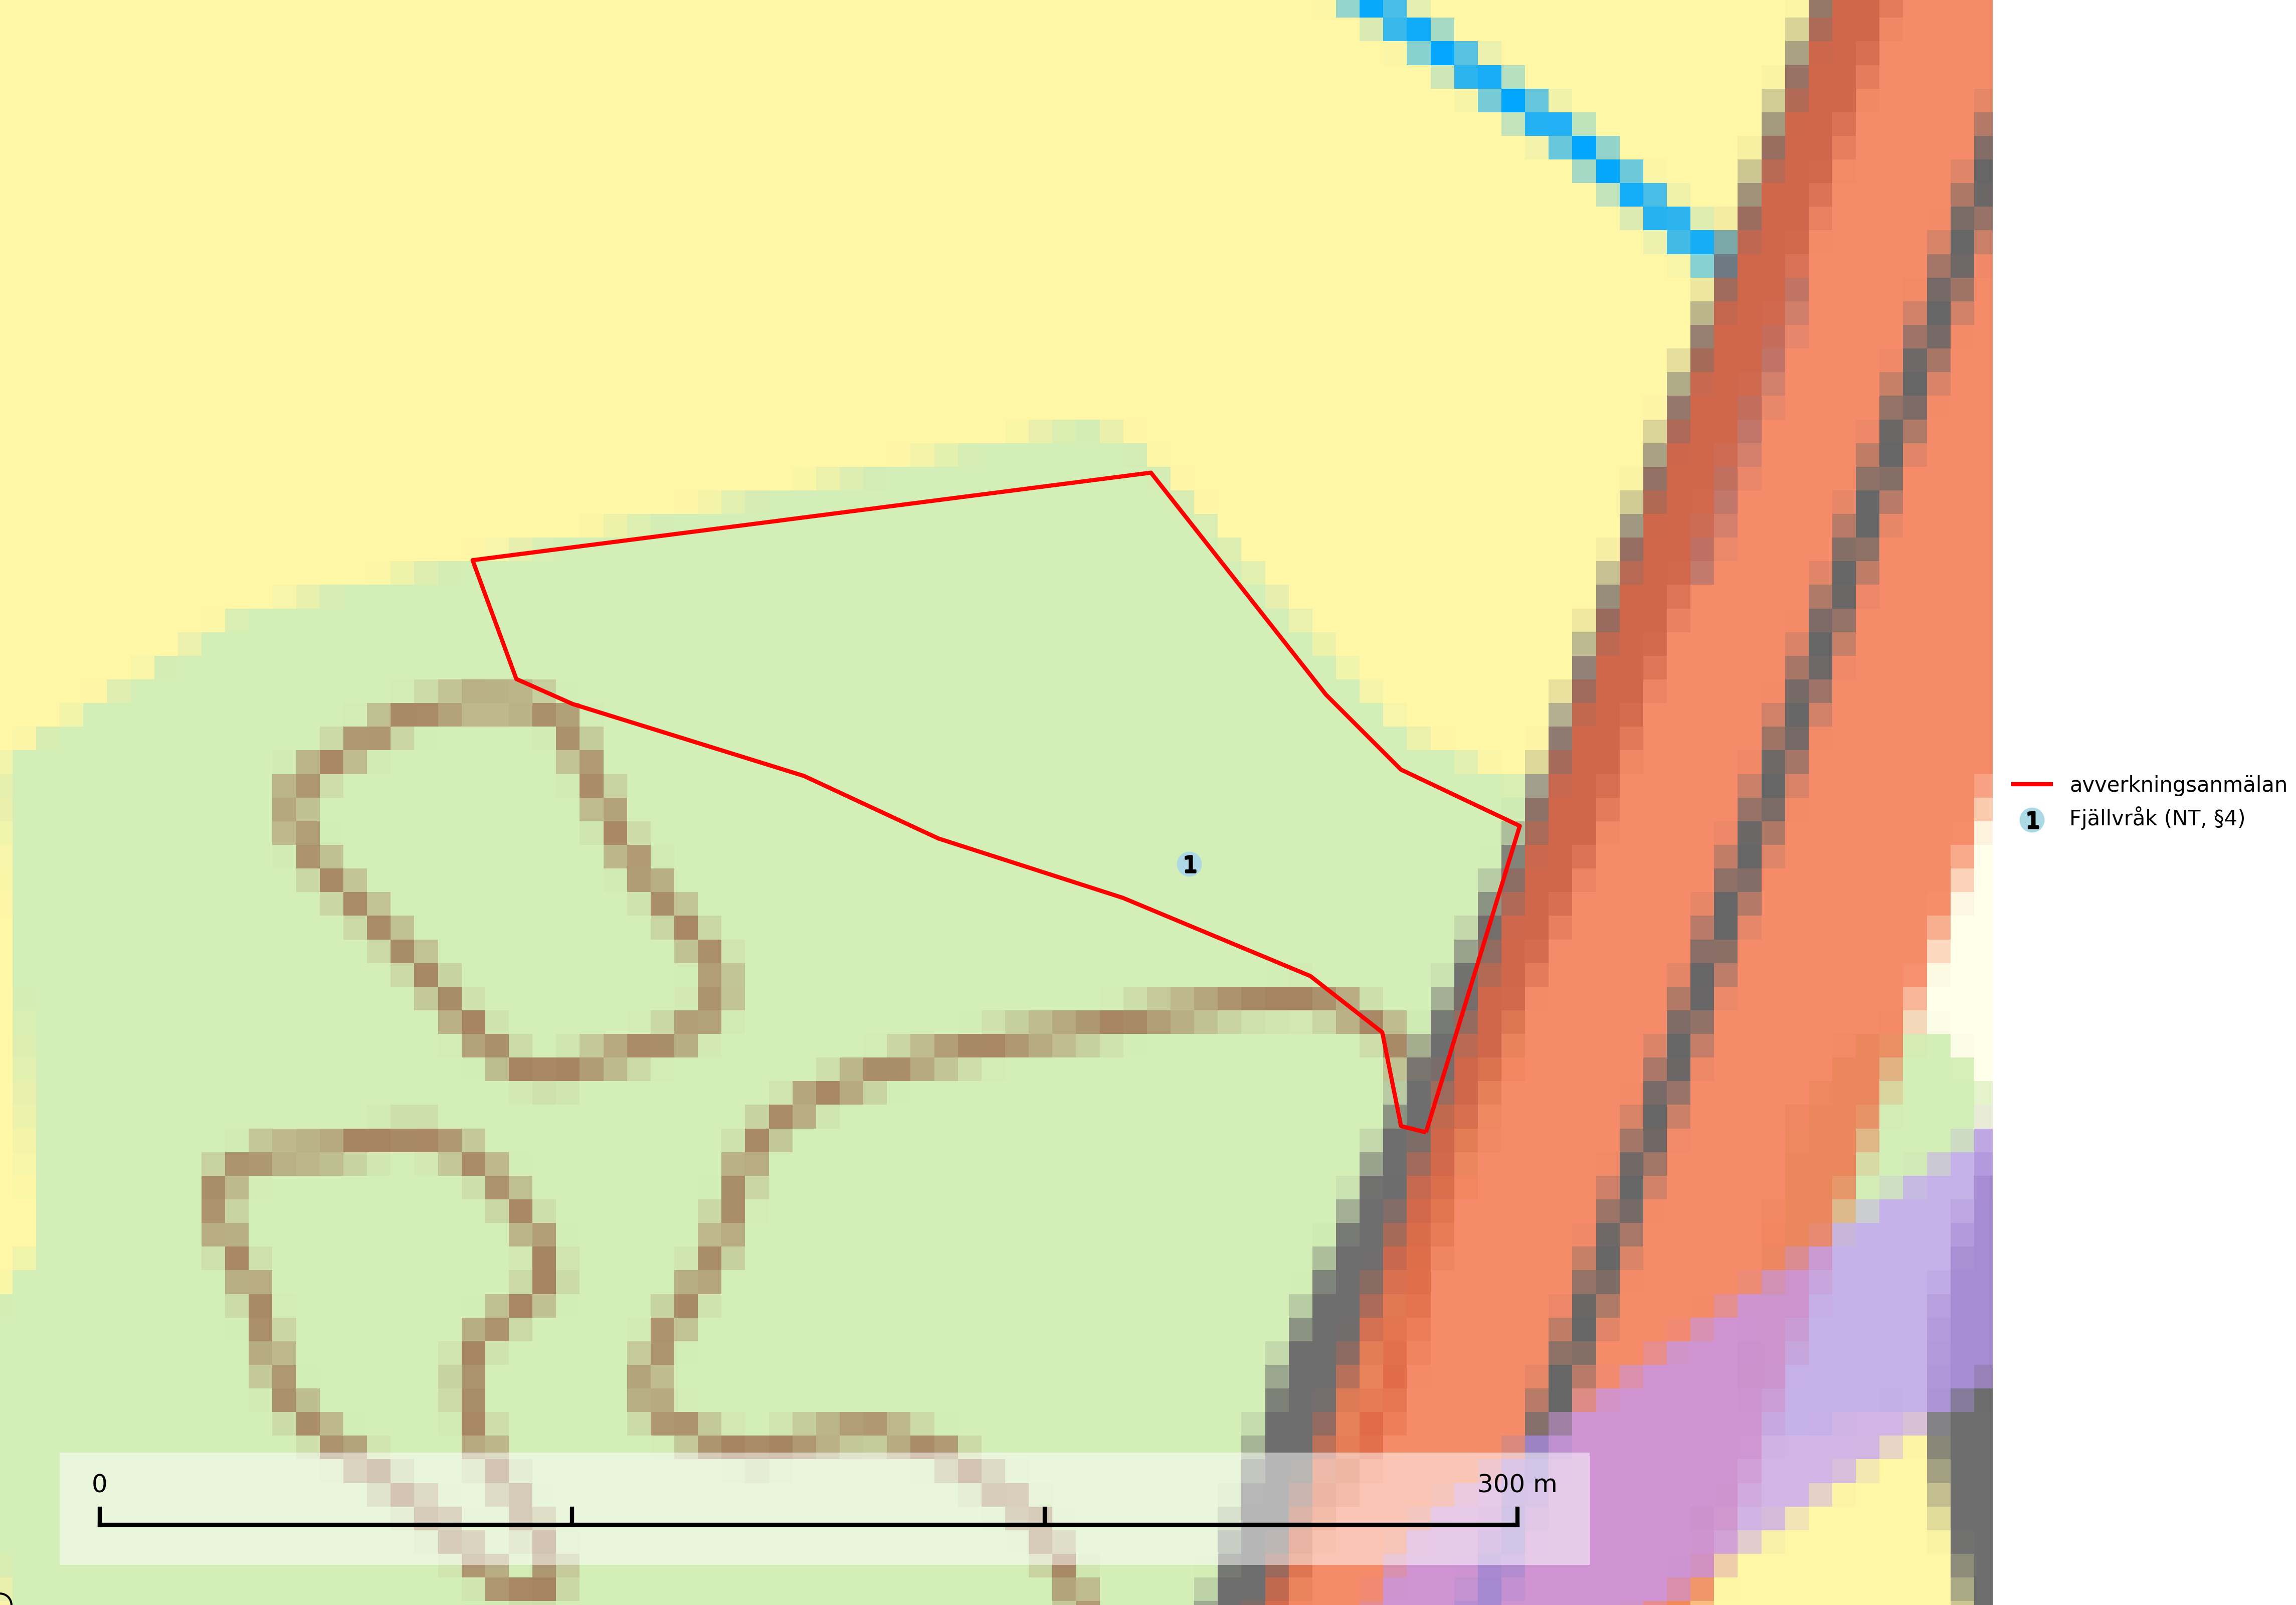 1
avverkningsanmälan
1 Fjällvråk (NT, §4)
0 300 m